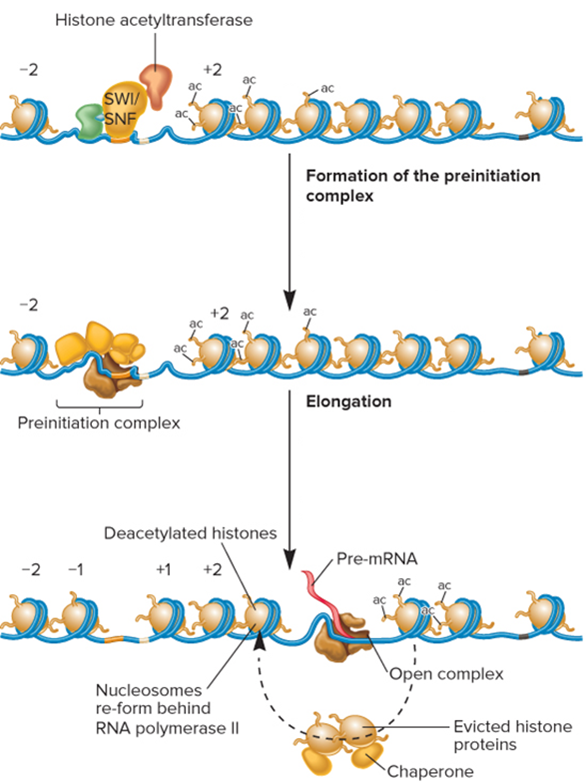 Histone acetyltransferase
−2
+2
SWI/
SNF
ac
ac
ac
ac
ac
Formation of the preinitiation
complex
−2
+2
ac
ac
ac
ac
ac
Preinitiation complex
Elongation
Deacetylated histones
−2
−1
+1
+2
Pre-mRNA
ac
ac
ac
ac
Open complex
Nucleosomes
re-form behind
RNA polymerase II
Evicted histone
proteins
Chaperone